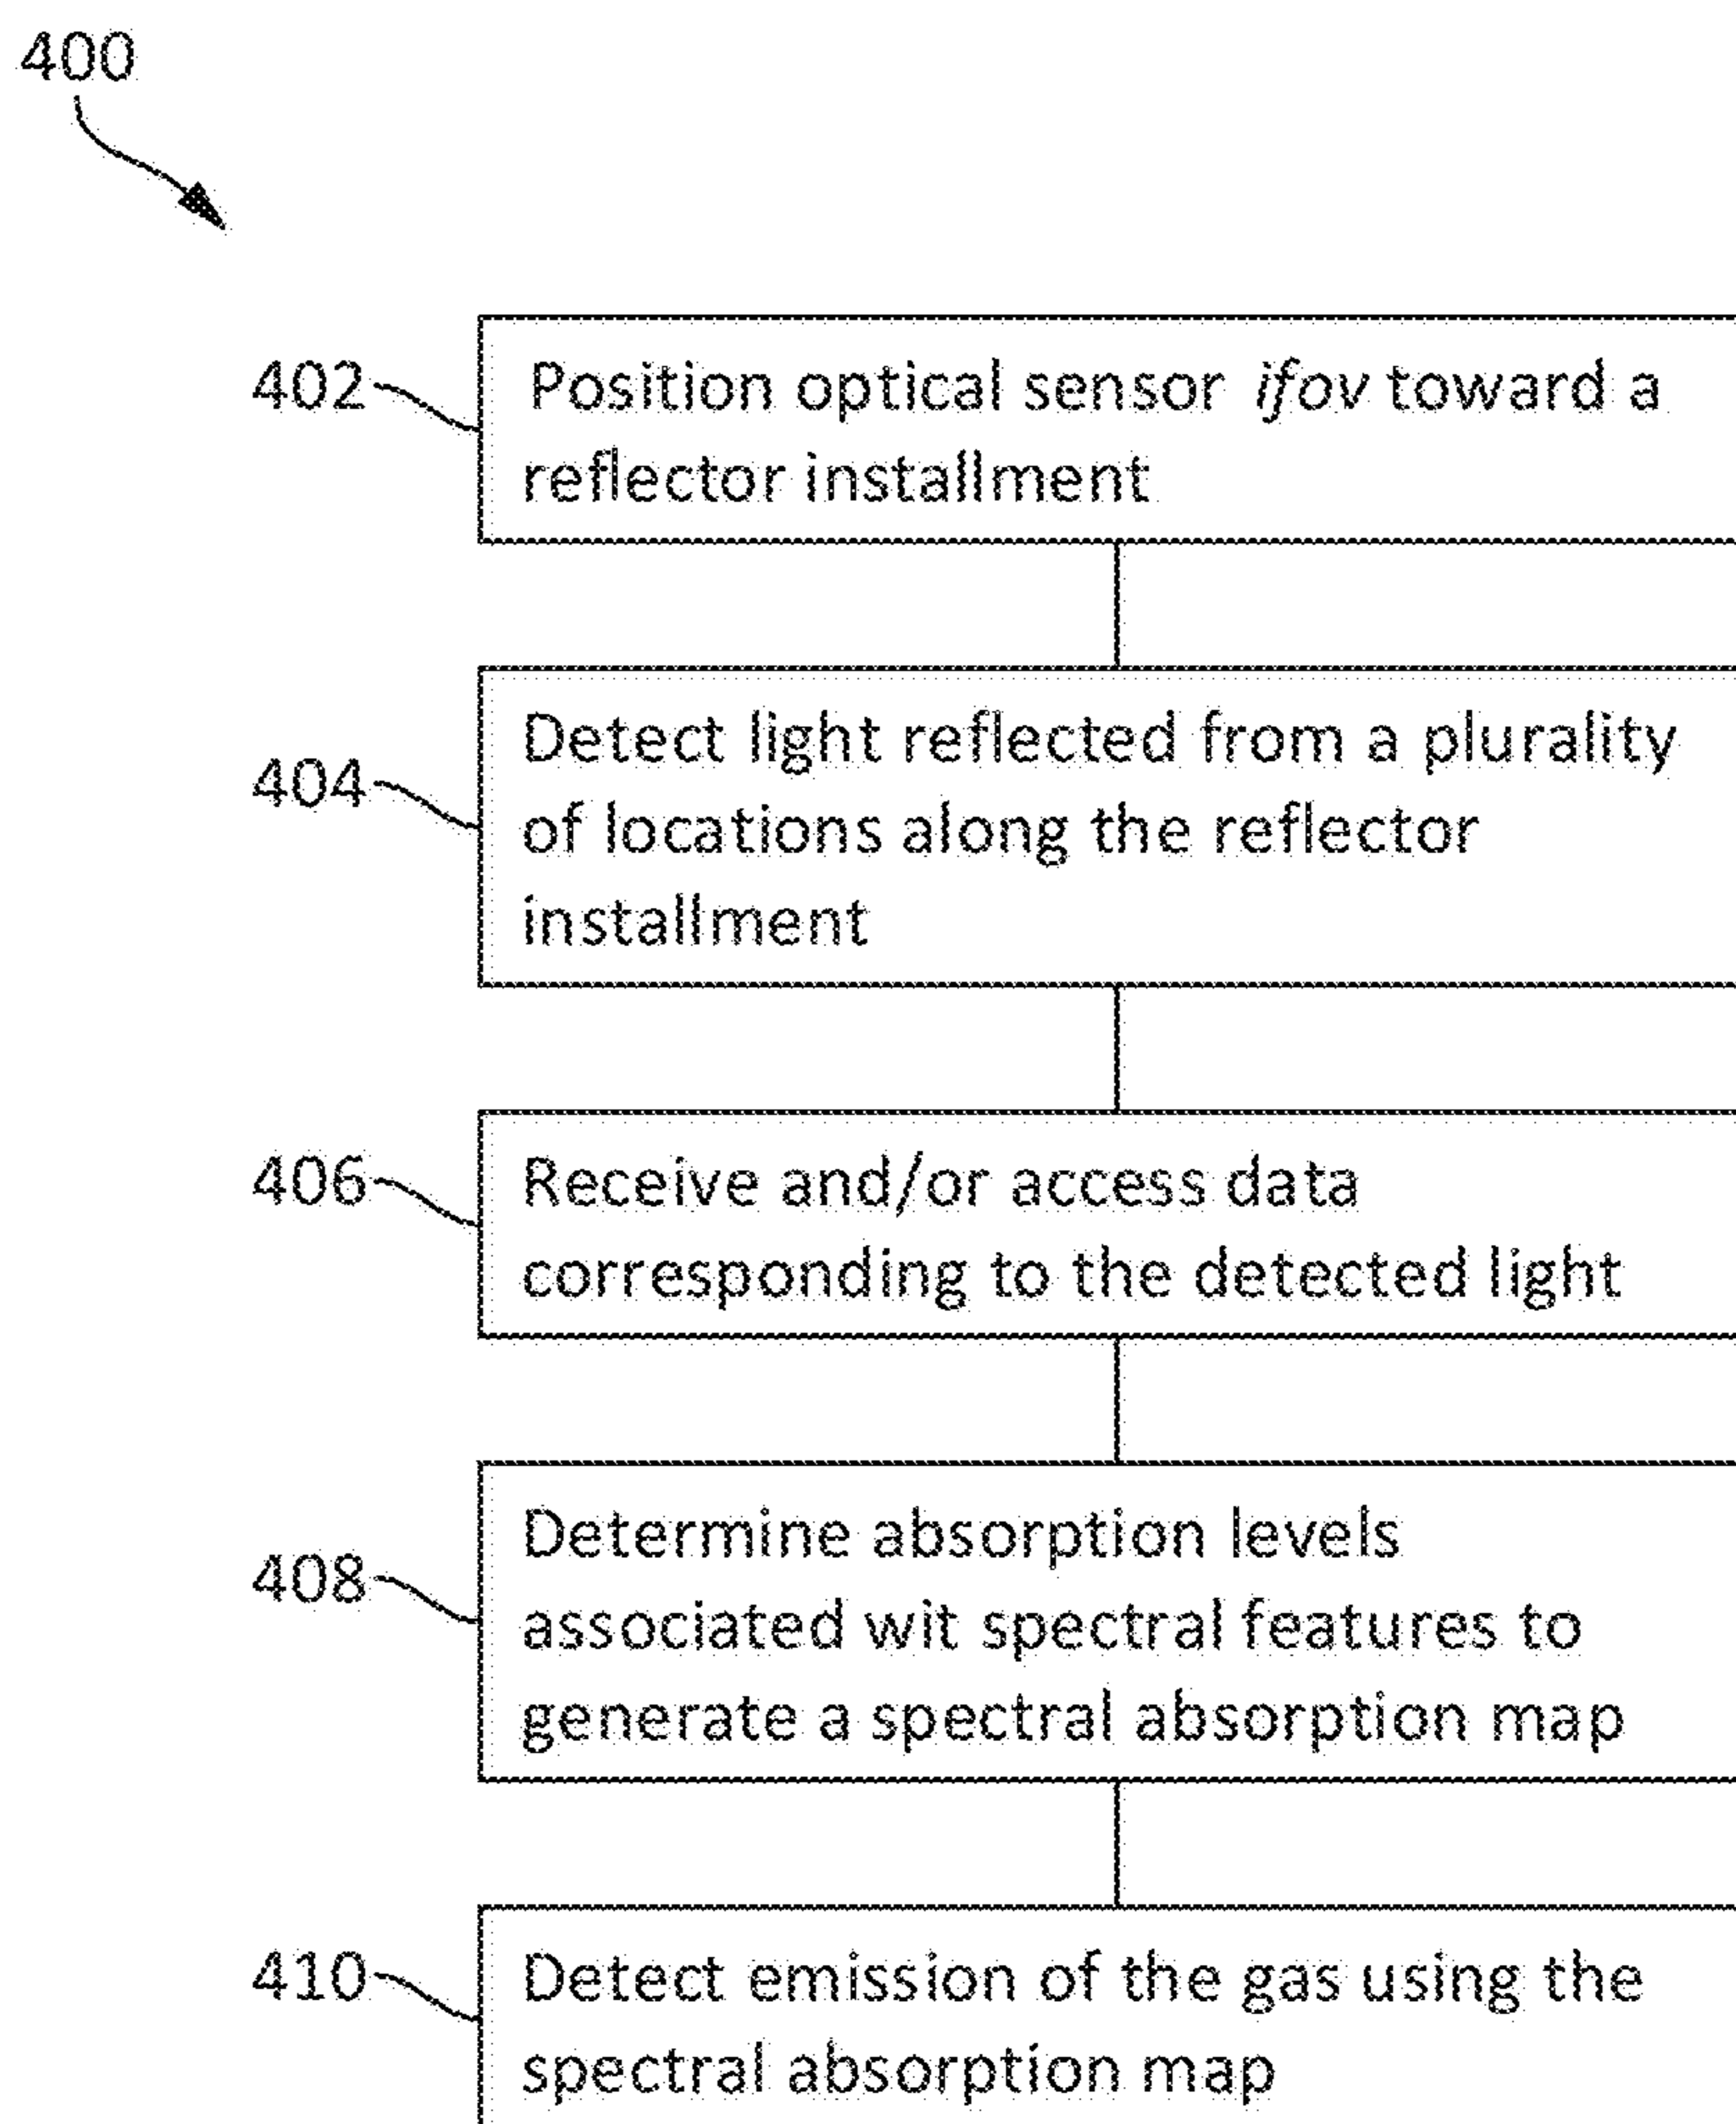 400
402
Position optical sensor ifov toward a
reflector installment
404
Detect light reflected from a plurality
of locations along the reflector
installment
406
Receive and/or access data
corresponding to the detected light
408
Determine absorption levels
associated wit spectral features to
generate a spectral absorption map
410
Detect emission of the gas using the
spectral absorption map